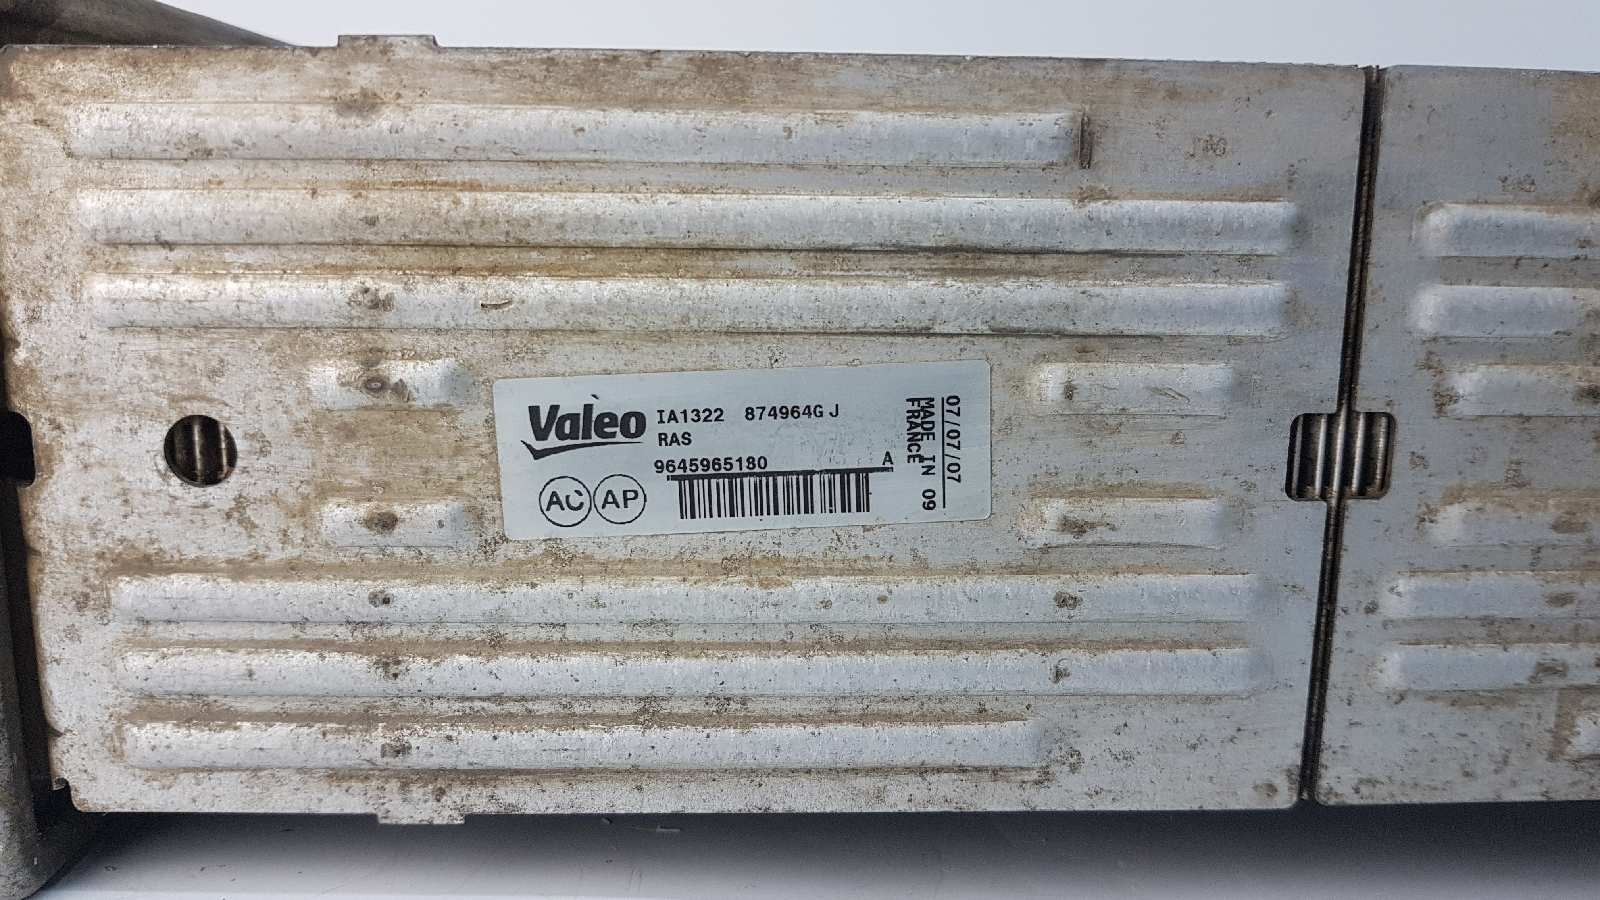 Valeo IA1322 874964G J
RAS
9645965180 A
AC AP
07/07/07 09
MADE IN
FRANCE